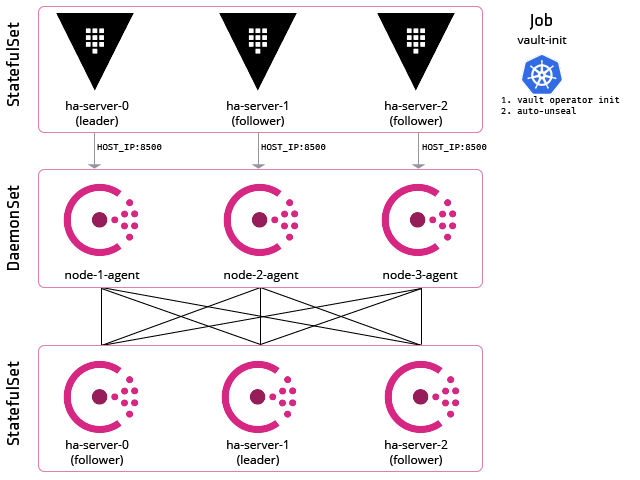 StatefulSet
ha-server-0
(leader)
ha-server-1
(follower)
ha-server-2
(follower)
Job
vault-init
1. vault operator init
2. auto-unseal
HOST_IP:8500
HOST_IP:8500
HOST_IP:8500
DaemonSet
node-1-agent
node-2-agent
node-3-agent
StatefulSet
ha-server-0
(follower)
ha-server-1
(leader)
ha-server-2
(follower)